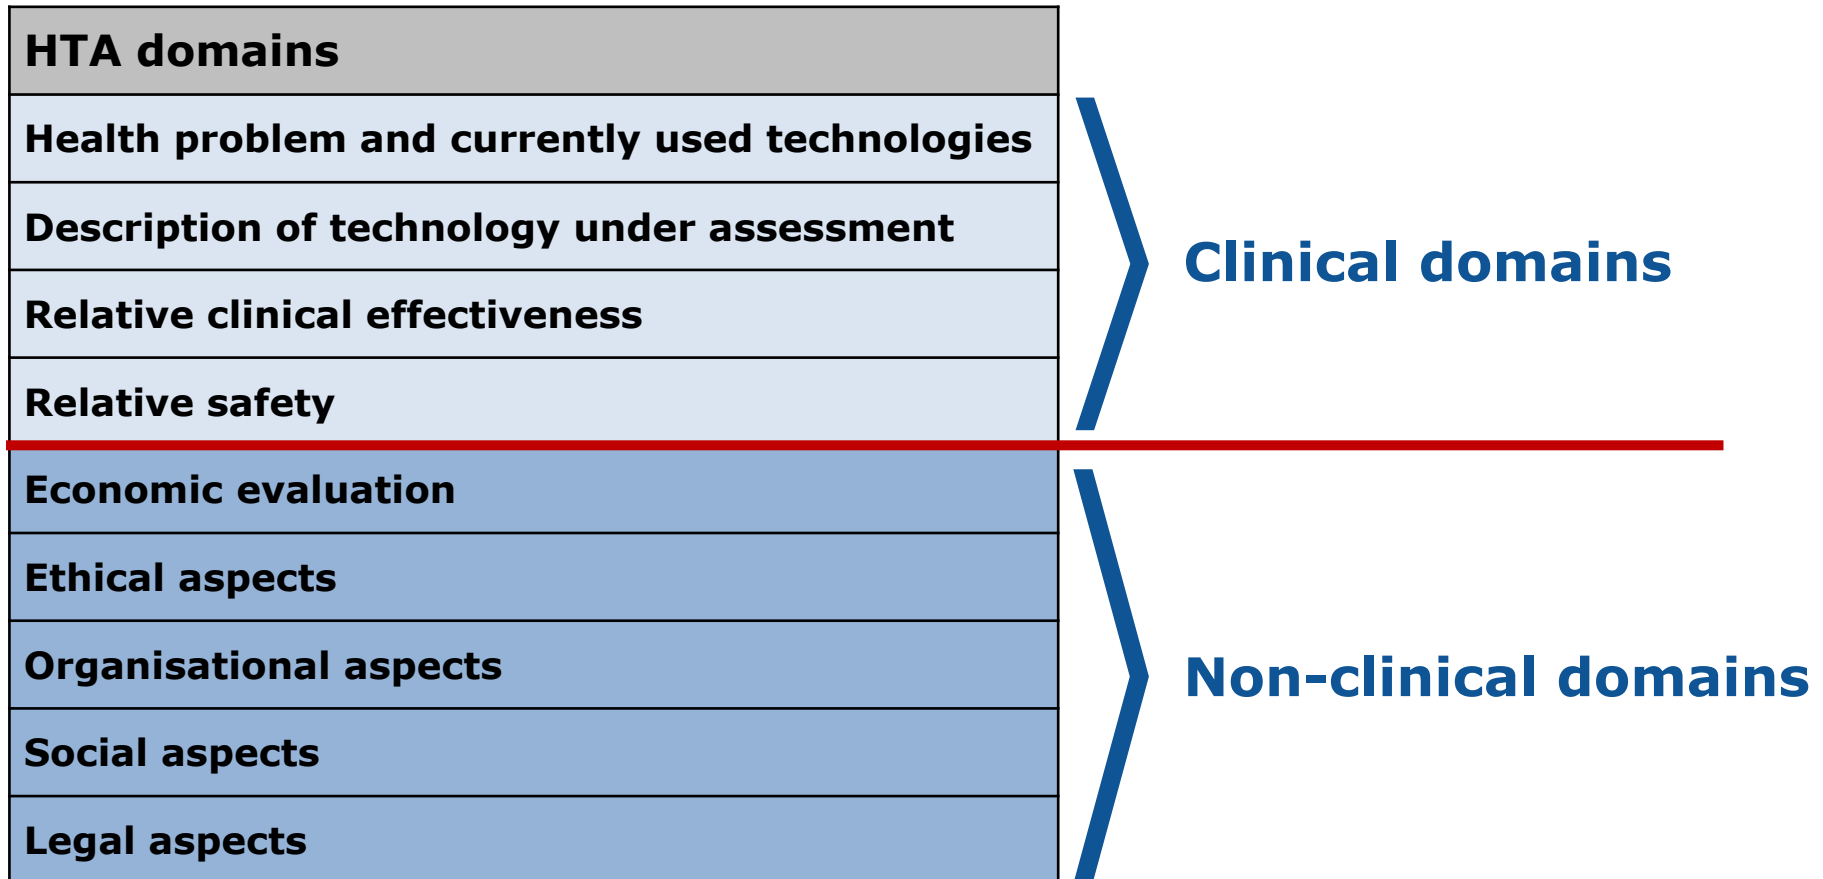 HTA domains
Health problem and currently used technologies
Description of technology under assessment
Relative clinical effectiveness
Relative safety
Clinical domains
Economic evaluation
Ethical aspects
Organisational aspects
Social aspects
Legal aspects
Non-clinical domains